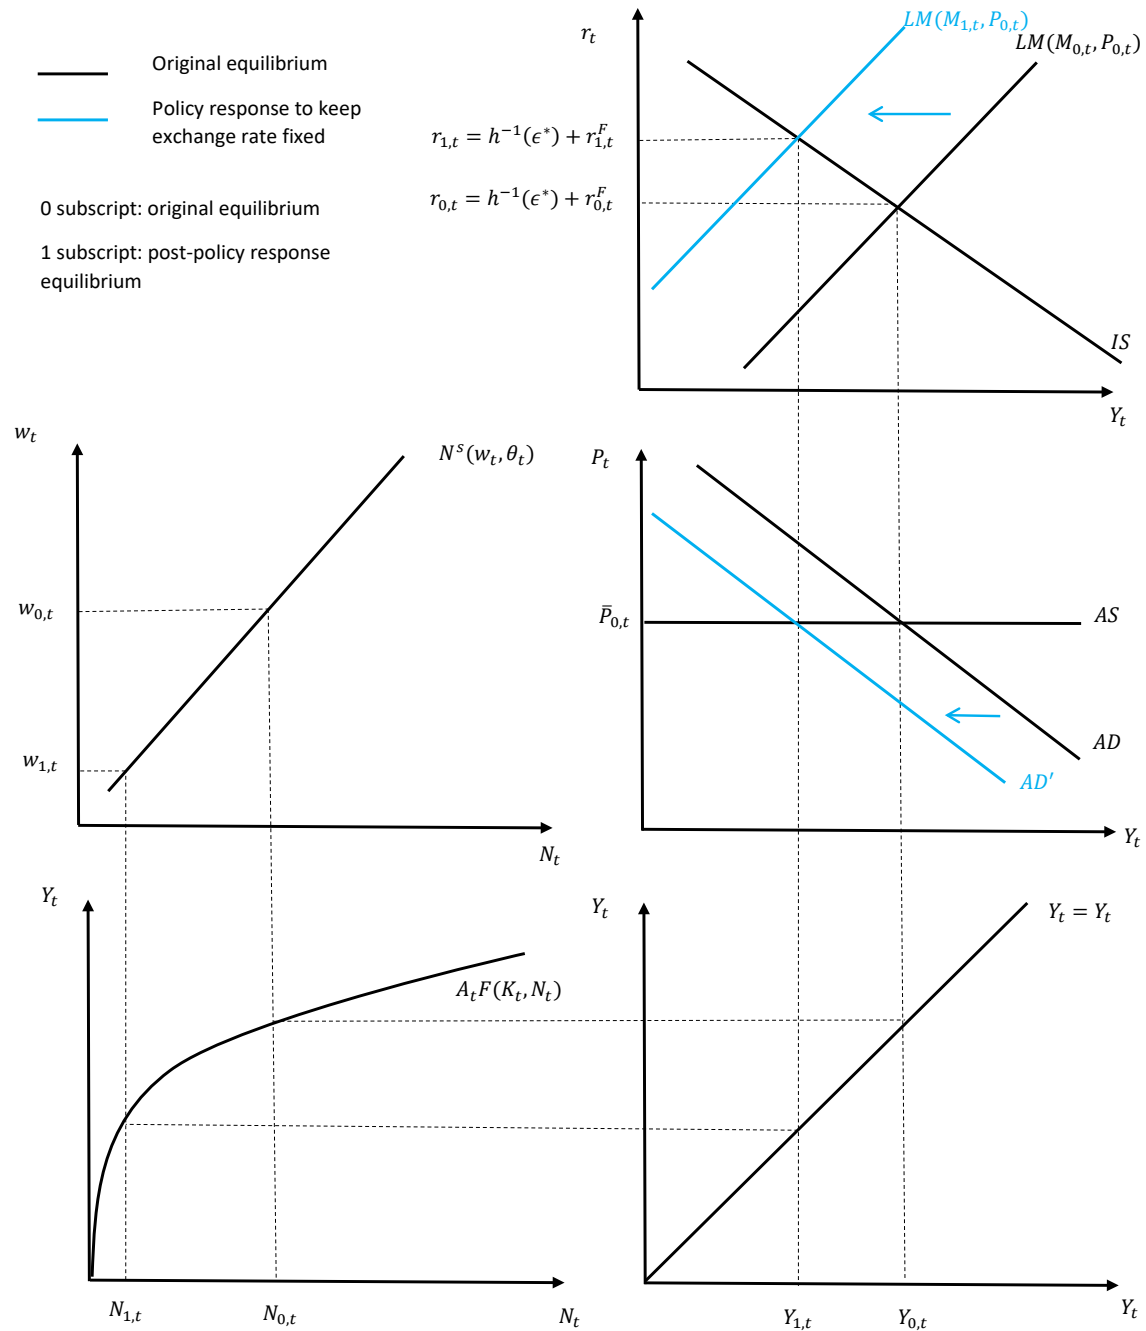 Original equilibrium
Policy response to keep
exchange rate fixed
0 subscript: original equilibrium
1 subscript: post-policy response
equilibrium
r_t
LM(M_{1,t}, P_{0,t})
LM(M_{0,t}, P_{0,t})
r_{1,t} = h^{-1}(ϵ^*) + r^F_{1,t}
r_{0,t} = h^{-1}(ϵ^*) + r^F_{0,t}
IS
Y_t
w_t
N^s(w_t, θ_t)
w_{0,t}
w_{1,t}
N_t
P_t
P̄_{0,t}
AS
AD
AD′
Y_t
Y_t
A_tF(K_t, N_t)
N_{1,t}
N_{0,t}
N_t
Y_t
Y_t = Y_t
Y_{1,t}
Y_{0,t}
Y_t